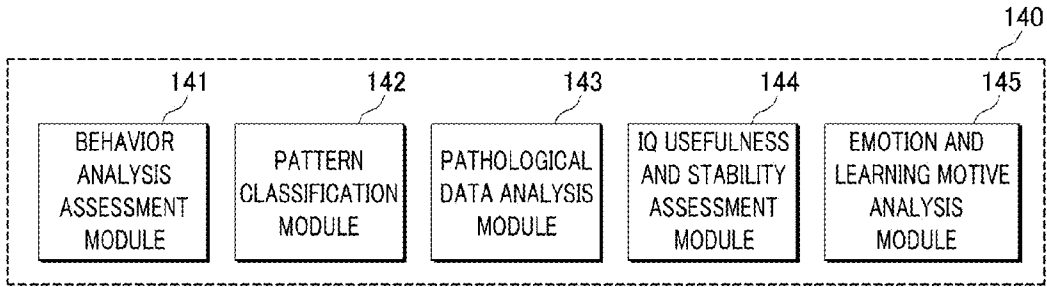 140
141
142
143
144
145
BEHAVIOR
ANALYSIS
ASSESSMENT
MODULE
PATTERN
CLASSIFICATION
MODULE
PATHOLOGICAL
DATA ANALYSIS
MODULE
IQ USEFULNESS
AND STABILITY
ASSESSMENT
MODULE
EMOTION AND
LEARNING MOTIVE
ANALYSIS
MODULE